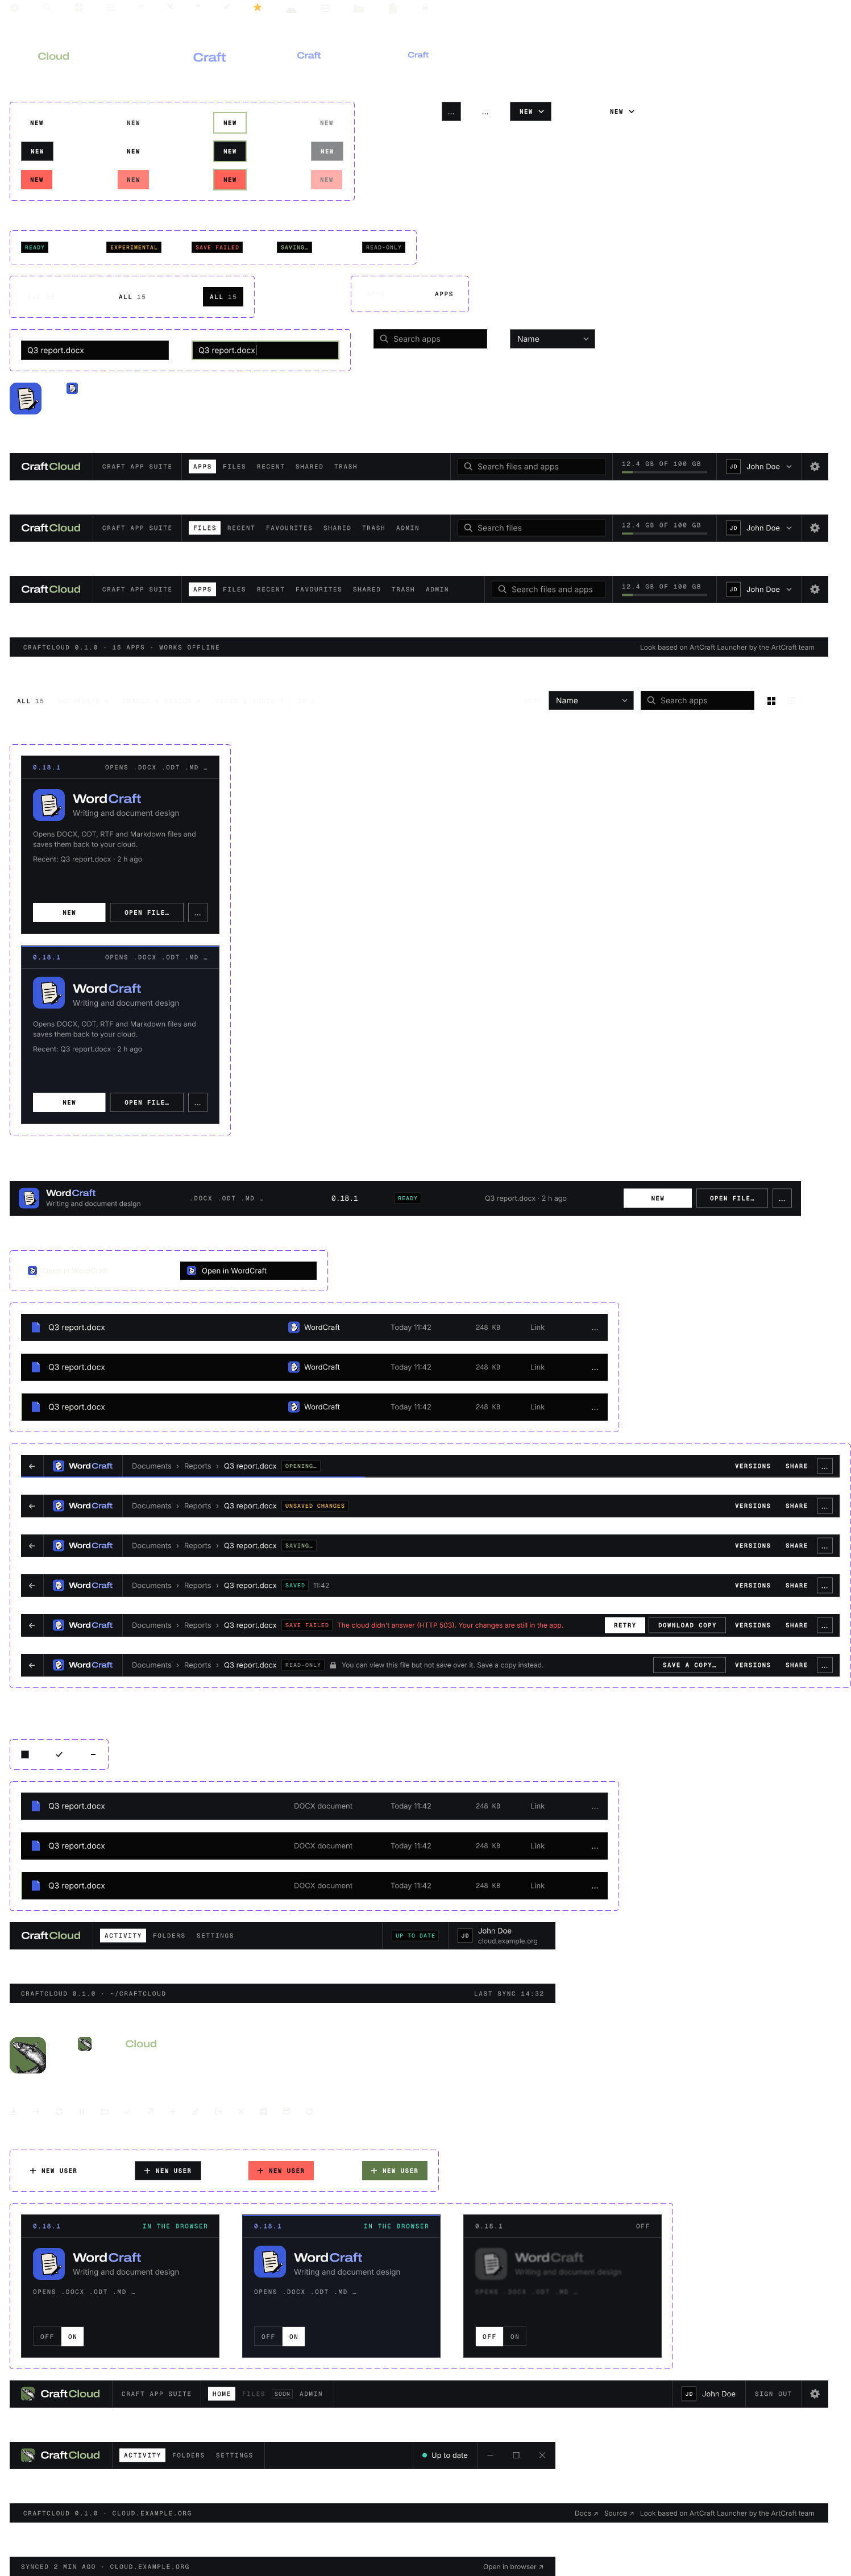 Cloud Craft Craft Craft
NEW NEW NEW NEW
… … NEW NEW
NEW NEW NEW NEW
NEW NEW NEW NEW
READY EXPERIMENTAL SAVE FAILED SAVING… READ-ONLY
ALL 15 ALL 15 APPS
Q3 report.docx Q3 report.docx Search apps Name
CraftCloud CRAFT APP SUITE APPS FILES RECENT SHARED TRASH Search files and apps 12.4 GB OF 100 GB JD John Doe
CraftCloud CRAFT APP SUITE FILES RECENT FAVOURITES SHARED TRASH ADMIN Search files 12.4 GB OF 100 GB JD John Doe
CraftCloud CRAFT APP SUITE APPS FILES RECENT FAVOURITES SHARED TRASH ADMIN Search files and apps 12.4 GB OF 100 GB JD John Doe
CRAFTCLOUD 0.1.0 · 15 APPS · WORKS OFFLINE Look based on ArtCraft Launcher by the ArtCraft team
ALL 15 Name Search apps
0.18.1 OPENS .DOCX .ODT .MD …
WordCraft
Writing and document design
Opens DOCX, ODT, RTF and Markdown files and
saves them back to your cloud.
Recent: Q3 report.docx · 2 h ago
NEW OPEN FILE… …
0.18.1 OPENS .DOCX .ODT .MD …
WordCraft
Writing and document design
Opens DOCX, ODT, RTF and Markdown files and
saves them back to your cloud.
Recent: Q3 report.docx · 2 h ago
NEW OPEN FILE… …
WordCraft
Writing and document design
.DOCX .ODT .MD … 0.18.1 READY Q3 report.docx · 2 h ago NEW OPEN FILE… …
Open in WordCraft Open in WordCraft
Q3 report.docx WordCraft Today 11:42 248 KB Link …
Q3 report.docx WordCraft Today 11:42 248 KB Link …
Q3 report.docx WordCraft Today 11:42 248 KB Link …
← WordCraft Documents › Reports › Q3 report.docx OPENING… VERSIONS SHARE …
← WordCraft Documents › Reports › Q3 report.docx UNSAVED CHANGES VERSIONS SHARE …
← WordCraft Documents › Reports › Q3 report.docx SAVING… VERSIONS SHARE …
← WordCraft Documents › Reports › Q3 report.docx SAVED 11:42 VERSIONS SHARE …
← WordCraft Documents › Reports › Q3 report.docx SAVE FAILED The cloud didn't answer (HTTP 503). Your changes are still in the app. RETRY DOWNLOAD COPY VERSIONS SHARE …
← WordCraft Documents › Reports › Q3 report.docx READ-ONLY You can view this file but not save over it. Save a copy instead. SAVE A COPY… VERSIONS SHARE …
Q3 report.docx DOCX document Today 11:42 248 KB Link …
Q3 report.docx DOCX document Today 11:42 248 KB Link …
Q3 report.docx DOCX document Today 11:42 248 KB Link …
CraftCloud ACTIVITY FOLDERS SETTINGS UP TO DATE JD John Doe
cloud.example.org
CRAFTCLOUD 0.1.0 · ~/CRAFTCLOUD LAST SYNC 14:32
Cloud
+ NEW USER + NEW USER + NEW USER + NEW USER
0.18.1 IN THE BROWSER
WordCraft
Writing and document design
OPENS .DOCX .ODT .MD …
OFF ON
0.18.1 IN THE BROWSER
WordCraft
Writing and document design
OPENS .DOCX .ODT .MD …
OFF ON
0.18.1 OFF
WordCraft
Writing and document design
OPENS .DOCX .ODT .MD …
OFF ON
CraftCloud CRAFT APP SUITE HOME FILES SOON ADMIN JD John Doe SIGN OUT
CraftCloud ACTIVITY FOLDERS SETTINGS Up to date
CRAFTCLOUD 0.1.0 · CLOUD.EXAMPLE.ORG Docs ↗ Source ↗ Look based on ArtCraft Launcher by the ArtCraft team
SYNCED 2 MIN AGO · CLOUD.EXAMPLE.ORG Open in browser ↗